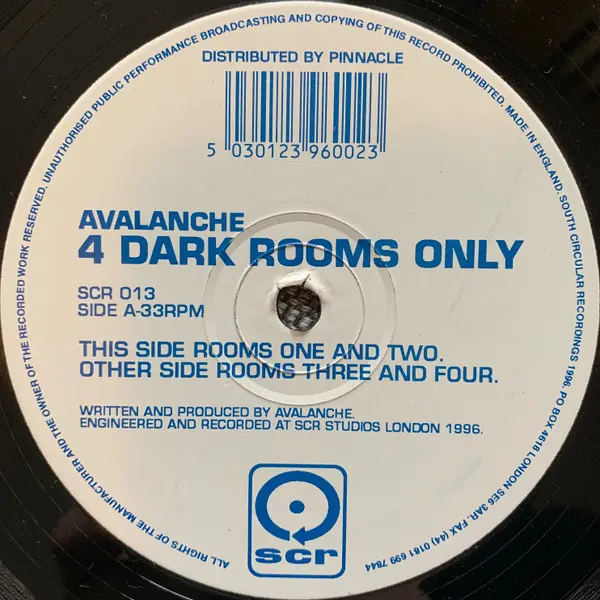 ALL RIGHTS OF THE MANUFACTURER AND THE OWNER OF THE RECORDED WORK RESERVED. UNAUTHORISED PUBLIC PERFORMANCE BROADCASTING AND COPYING OF THIS RECORD PROHIBITED. MADE IN ENGLAND. SOUTH CIRCULAR RECORDINGS 1996. PO BOX 4618 LONDON SE6 3AR. FAX (44) 0181 699 7844
DISTRIBUTED BY PINNACLE
5 030123 960023
AVALANCHE
4 DARK ROOMS ONLY
SCR 013
SIDE A-33RPM
THIS SIDE ROOMS ONE AND TWO.
OTHER SIDE ROOMS THREE AND FOUR.
WRITTEN AND PRODUCED BY AVALANCHE.
ENGINEERED AND RECORDED AT SCR STUDIOS LONDON 1996.
scr